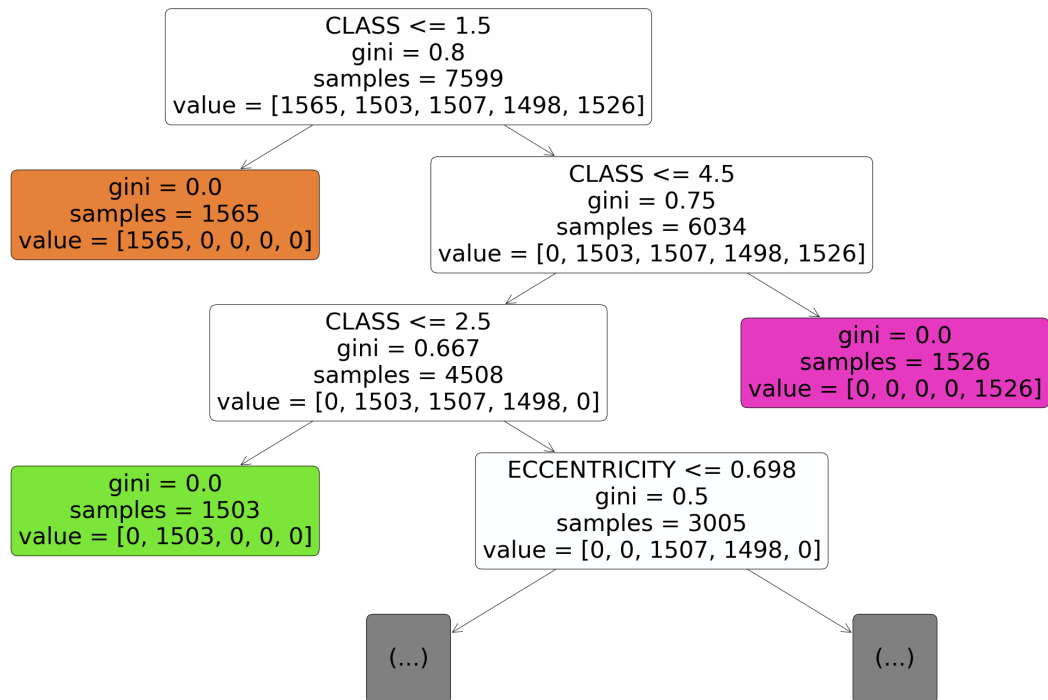 CLASS <= 1.5
gini = 0.8
samples = 7599
value = [1565, 1503, 1507, 1498, 1526]
gini = 0.0
samples = 1565
value = [1565, 0, 0, 0, 0]
CLASS <= 4.5
gini = 0.75
samples = 6034
value = [0, 1503, 1507, 1498, 1526]
CLASS <= 2.5
gini = 0.667
samples = 4508
value = [0, 1503, 1507, 1498, 0]
gini = 0.0
samples = 1526
value = [0, 0, 0, 0, 1526]
gini = 0.0
samples = 1503
value = [0, 1503, 0, 0, 0]
ECCENTRICITY <= 0.698
gini = 0.5
samples = 3005
value = [0, 0, 1507, 1498, 0]
(...)
(...)